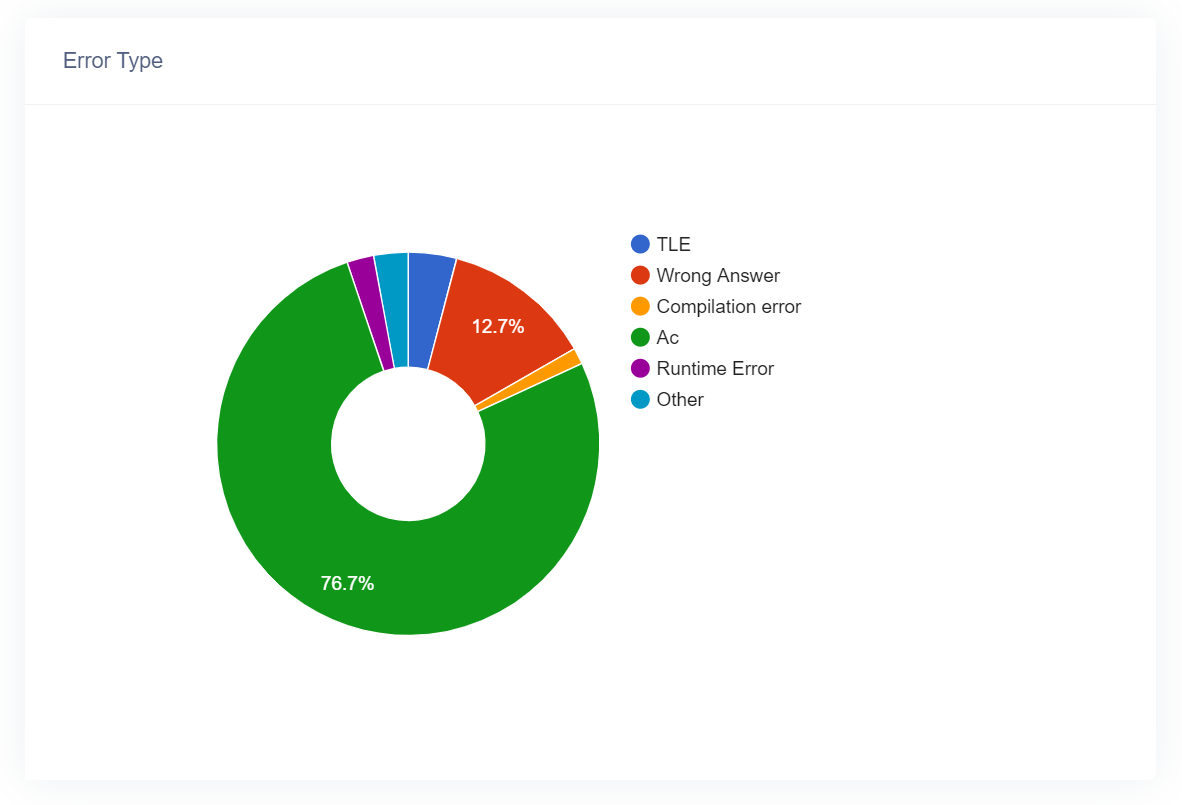 Error Type
TLE
Wrong Answer
Compilation error
Ac
Runtime Error
Other
12.7%
76.7%